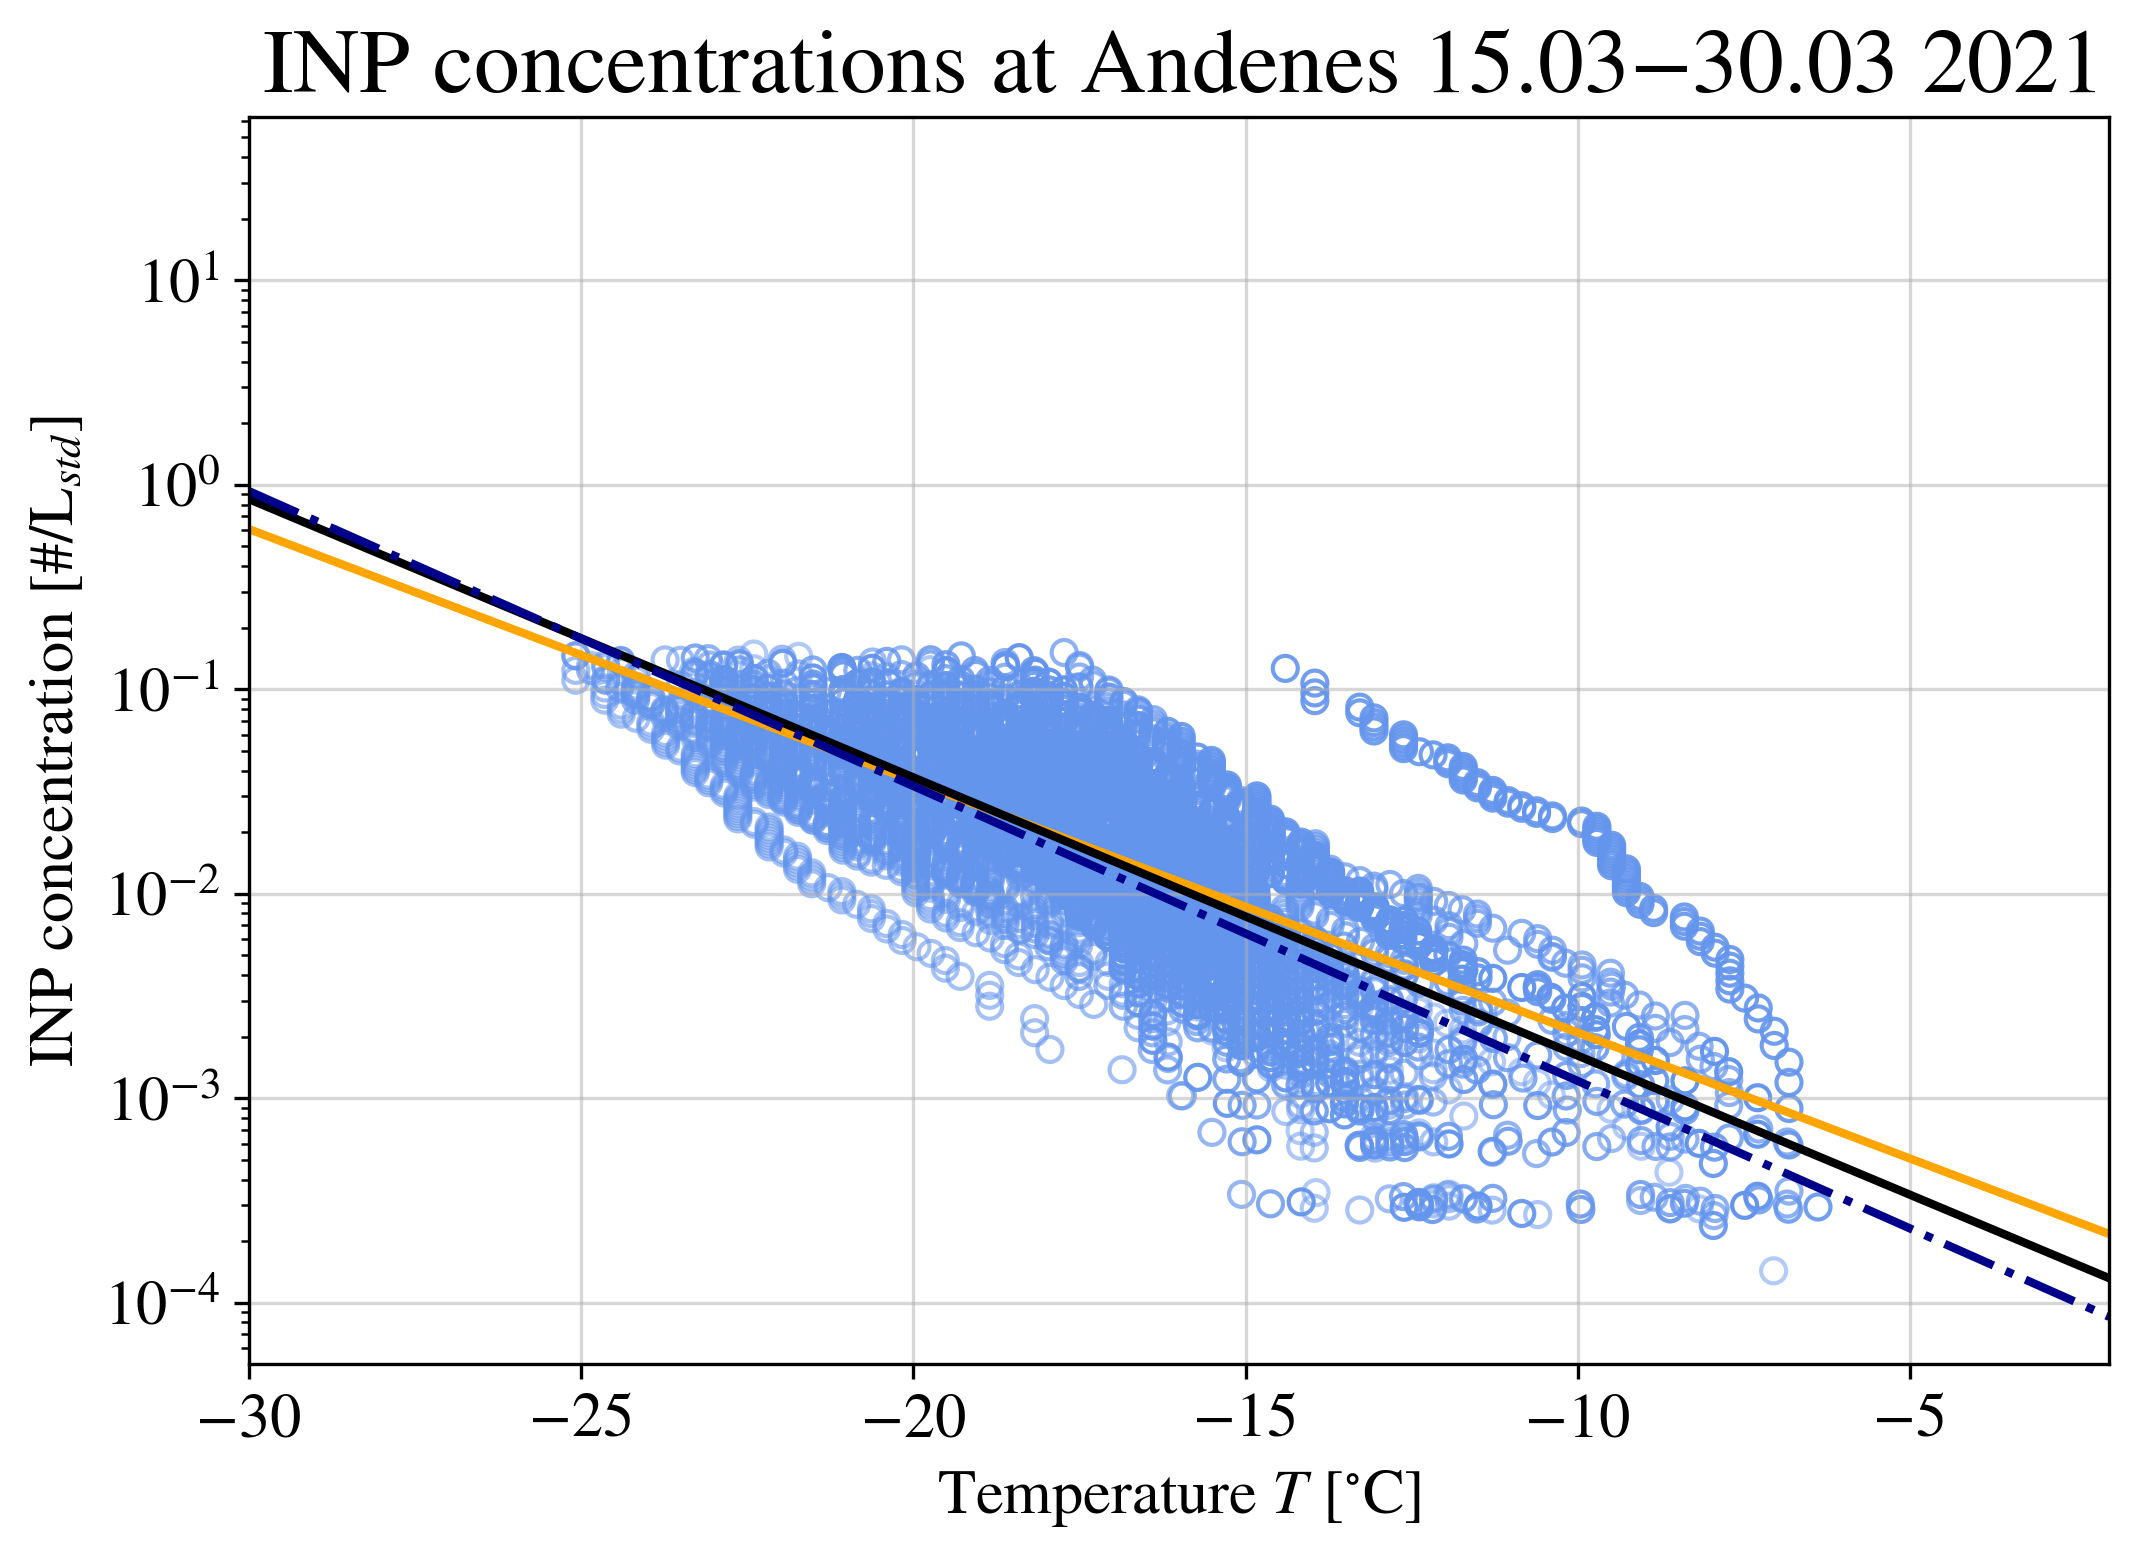 INP concentrations at Andenes 15.03−30.03 2021
INP concentration [#/L_std]
10^1
10^0
10^−1
10^−2
10^−3
10^−4
−30 −25 −20 −15 −10 −5
Temperature T [°C]